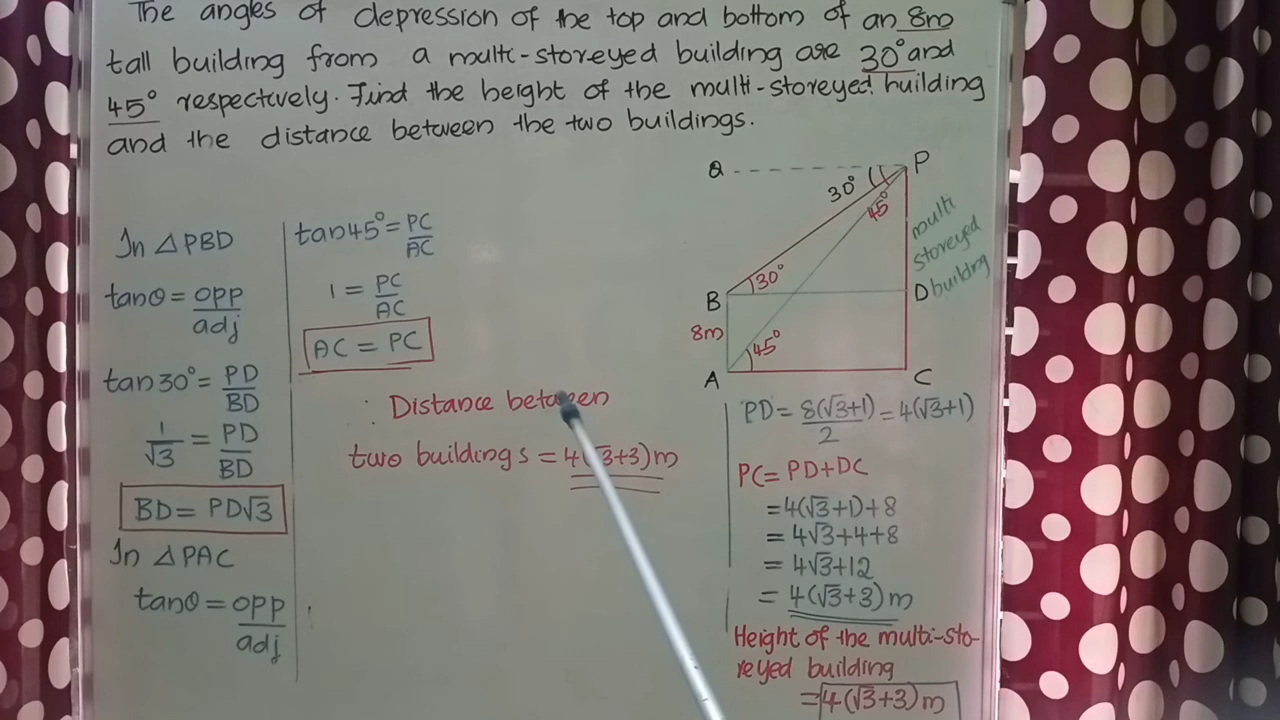 The angles of depression of the top and bottom of an 8m
tall building from a multi-storeyed building are 30° and
45° respectively. Find the height of the multi-storeyed building
and the distance between the two buildings.
In △PBD
tanθ = opp/adj
tan30° = PD/BD
1/√3 = PD/BD
BD = PD√3
In △PAC
tanθ = opp/adj
tan45° = PC/AC
1 = PC/AC
AC = PC
∴ Distance between
two buildings = 4(√3+3)m
Q P
30°
45°
multi
storeyed
building
30°
B D
8m
45°
A C
PD = 8(√3+1)/2 = 4(√3+1)
PC = PD+DC
= 4(√3+1)+8
= 4√3+4+8
= 4√3+12
= 4(√3+3)m
Height of the multi-sto-
reyed building
= 4(√3+3)m